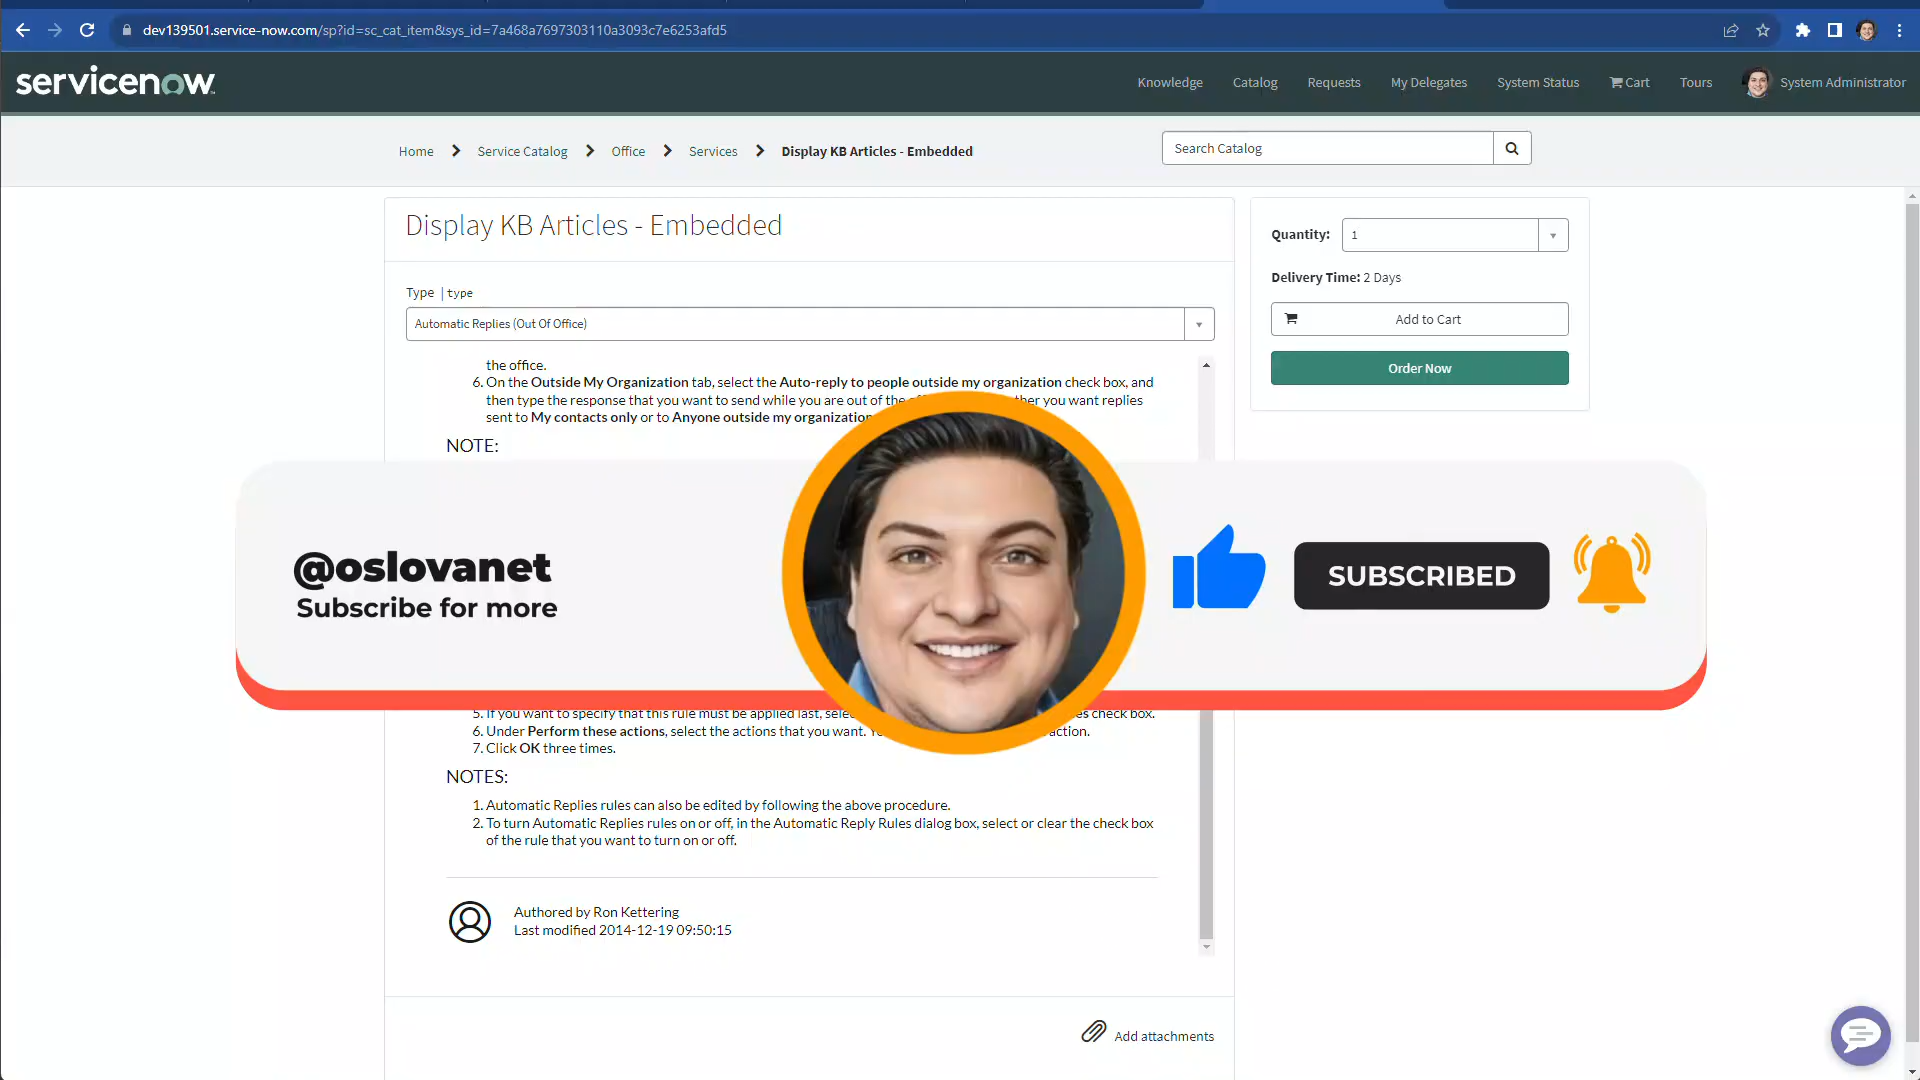 dev139501.service-now.com/sp?id=sc_cat_item&sys_id=7a468a7697303110a3093c7e6253afd5
servicenow
Knowledge
Catalog
Requests
My Delegates
System Status
Cart
Tours
System Administrator
Home
Service Catalog
Office
Services
Display KB Articles - Embedded
Search Catalog
Display KB Articles - Embedded
Quantity:
1
Delivery Time: 2 Days
Add to Cart
Order Now
Type | type
Automatic Replies (Out Of Office)
the office.
6. On the Outside My Organization tab, select the Auto-reply to people outside my organization check box, and
then type the response that you want to send while you are out of the you want replies
sent to My contacts only or to Anyone outside my organization
NOTE:
@oslovanet
Subscribe for more
SUBSCRIBED
5. If you want to specify that this rule must be applied last, check box.
6. Under Perform these actions, select the actions that you want.
7. Click OK three times.
NOTES:
1. Automatic Replies rules can also be edited by following the above procedure.
2. To turn Automatic Replies rules on or off, in the Automatic Reply Rules dialog box, select or clear the check box
of the rule that you want to turn on or off.
Authored by Ron Kettering
Last modified 2014-12-19 09:50:15
Add attachments